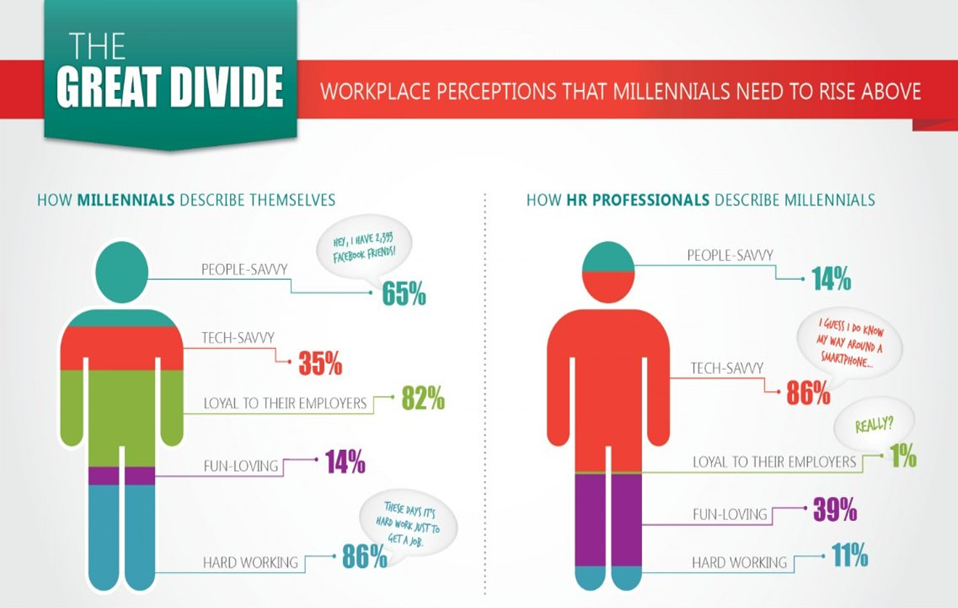 THE
GREAT DIVIDE
WORKPLACE PERCEPTIONS THAT MILLENNIALS NEED TO RISE ABOVE
HOW MILLENNIALS DESCRIBE THEMSELVES
HEY, I HAVE 2,393
FACEBOOK FRIENDS!
PEOPLE-SAVVY
65%
TECH-SAVVY
35%
LOYAL TO THEIR EMPLOYERS
82%
FUN-LOVING
14%
THESE DAYS IT'S
HARD WORK JUST TO
GET A JOB.
HARD WORKING
86%
HOW HR PROFESSIONALS DESCRIBE MILLENNIALS
PEOPLE-SAVVY
14%
I GUESS I DO KNOW
MY WAY AROUND A
SMARTPHONE...
TECH-SAVVY
86%
REALLY?
LOYAL TO THEIR EMPLOYERS
1%
FUN-LOVING
39%
HARD WORKING
11%